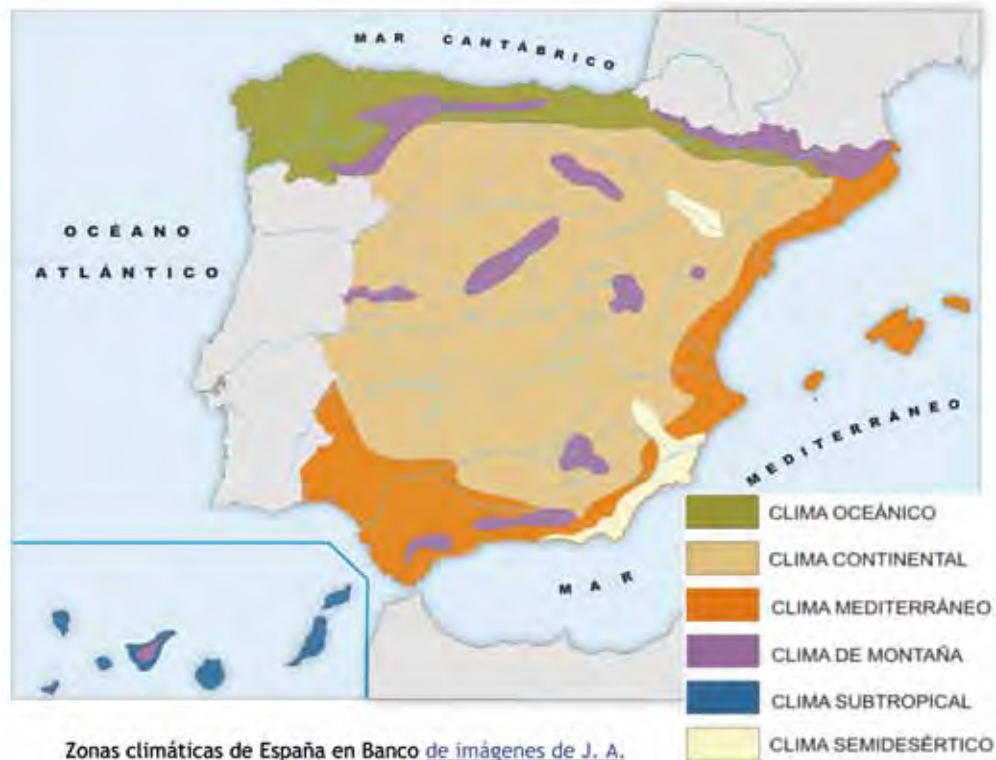 MAR CANTÁBRICO
OCÉANO
ATLÁNTICO
MEDITERRÁNEO
MAR
CLIMA OCEÁNICO
CLIMA CONTINENTAL
CLIMA MEDITERRÁNEO
CLIMA DE MONTAÑA
CLIMA SUBTROPICAL
CLIMA SEMIDESÉRTICO
Zonas climáticas de España en Banco de imágenes de J. A.